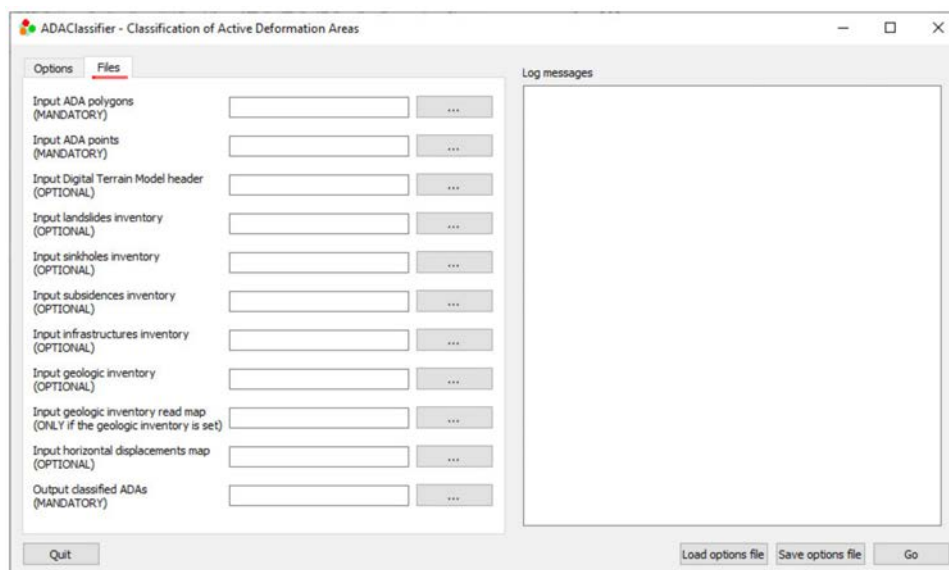 ADAClassifier - Classification of Active Deformation Areas
Options Files
Log messages
Input ADA polygons
(MANDATORY)
...
Input ADA points
(MANDATORY)
...
Input Digital Terrain Model header
(OPTIONAL)
...
Input landslides inventory
(OPTIONAL)
...
Input sinkholes inventory
(OPTIONAL)
...
Input subsidences inventory
(OPTIONAL)
...
Input infrastructures inventory
(OPTIONAL)
...
Input geologic inventory
(OPTIONAL)
...
Input geologic inventory read map
(ONLY if the geologic inventory is set)
...
Input horizontal displacements map
(OPTIONAL)
...
Output classified ADAs
(MANDATORY)
...
Quit Load options file Save options file Go